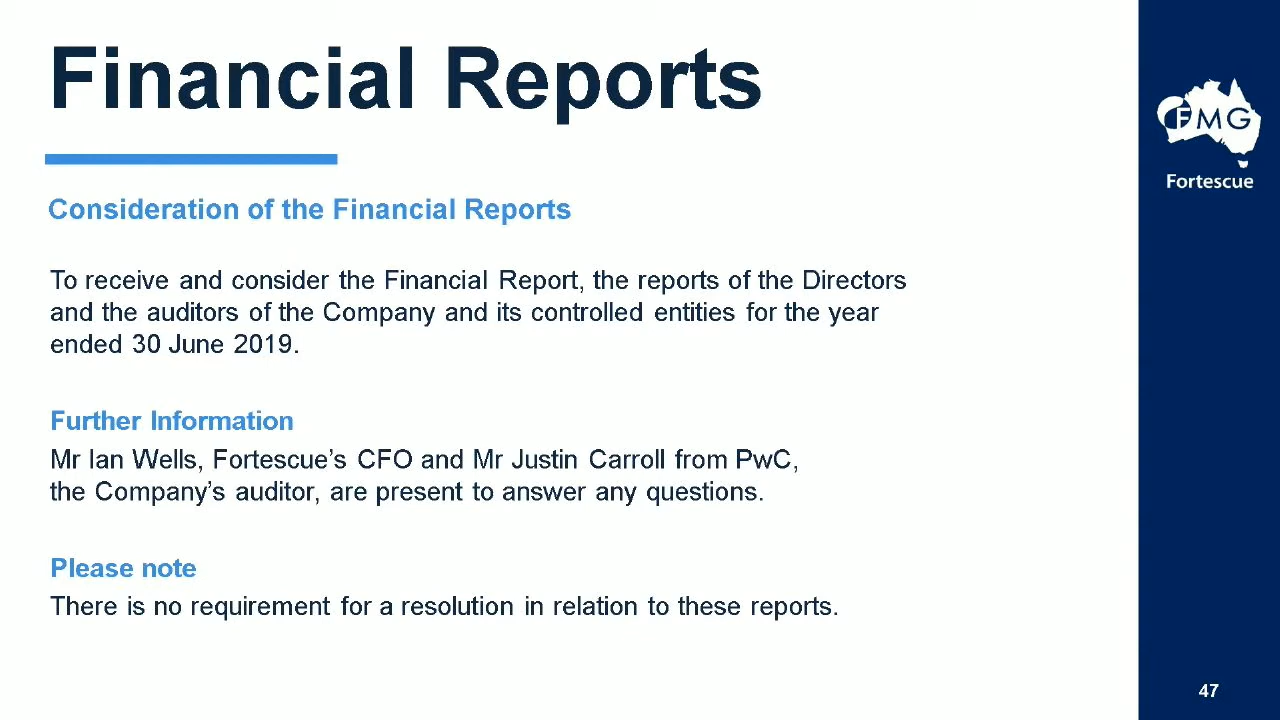 Financial Reports
FMG
Fortescue
Consideration of the Financial Reports
To receive and consider the Financial Report, the reports of the Directors
and the auditors of the Company and its controlled entities for the year
ended 30 June 2019.
Further Information
Mr Ian Wells, Fortescue’s CFO and Mr Justin Carroll from PwC,
the Company’s auditor, are present to answer any questions.
Please note
There is no requirement for a resolution in relation to these reports.
47